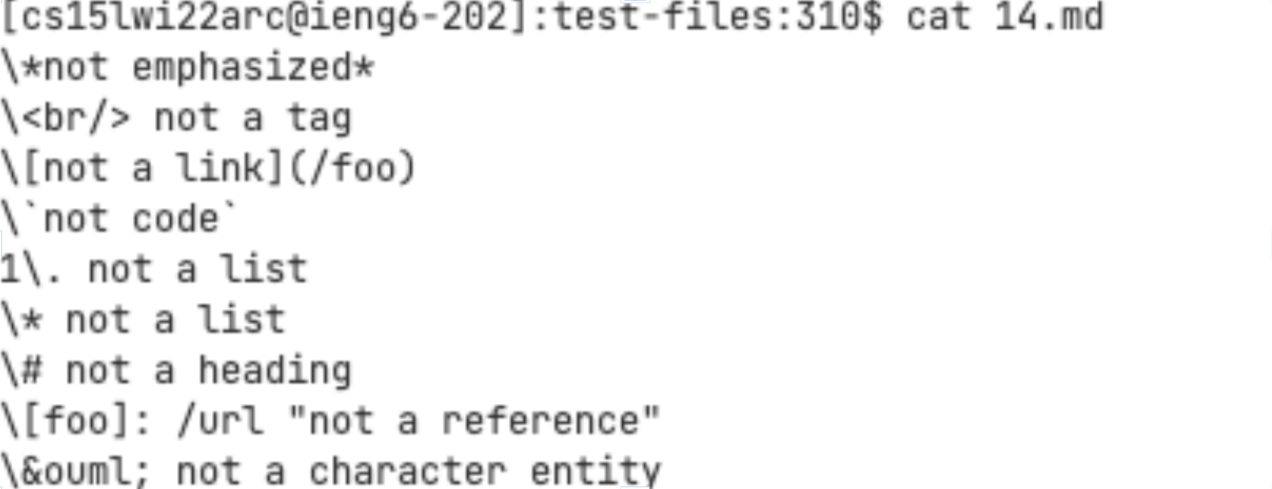 [cs15lwi22arc@ieng6-202]:test-files:310$ cat 14.md
\*not emphasized*
\<br/> not a tag
\[not a link](/foo)
\`not code`
1\. not a list
\* not a list
\# not a heading
\[foo]: /url "not a reference"
\&ouml; not a character entity